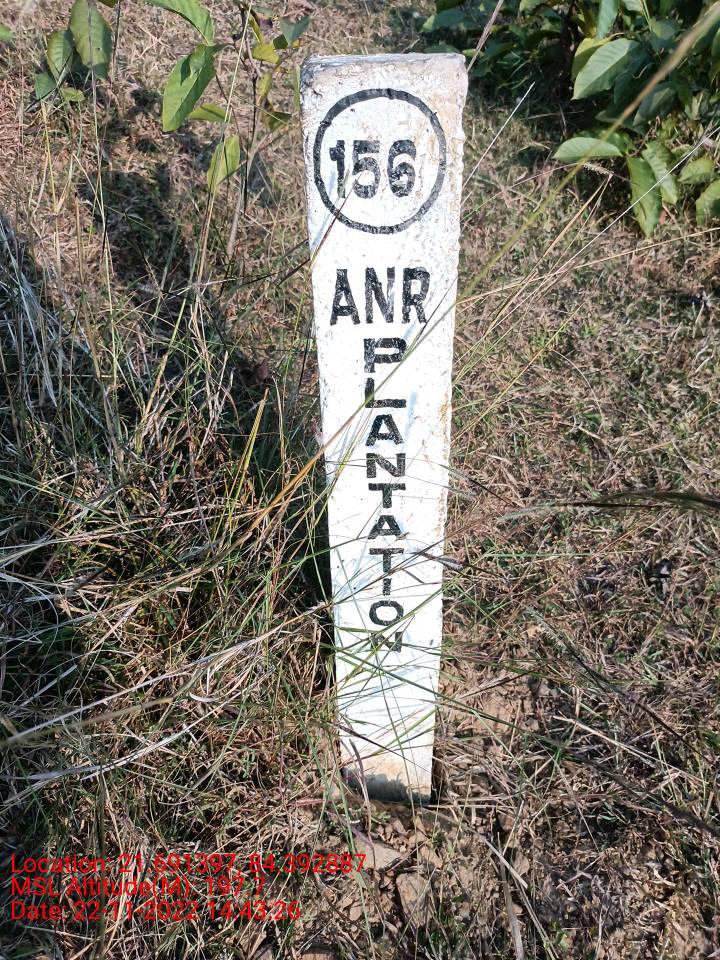 156
ANR
PLANTATION
Location: 21.691397, 84.392887
MSL Altitude(M): 197.7
Date: 22-11-2022 14:43:26